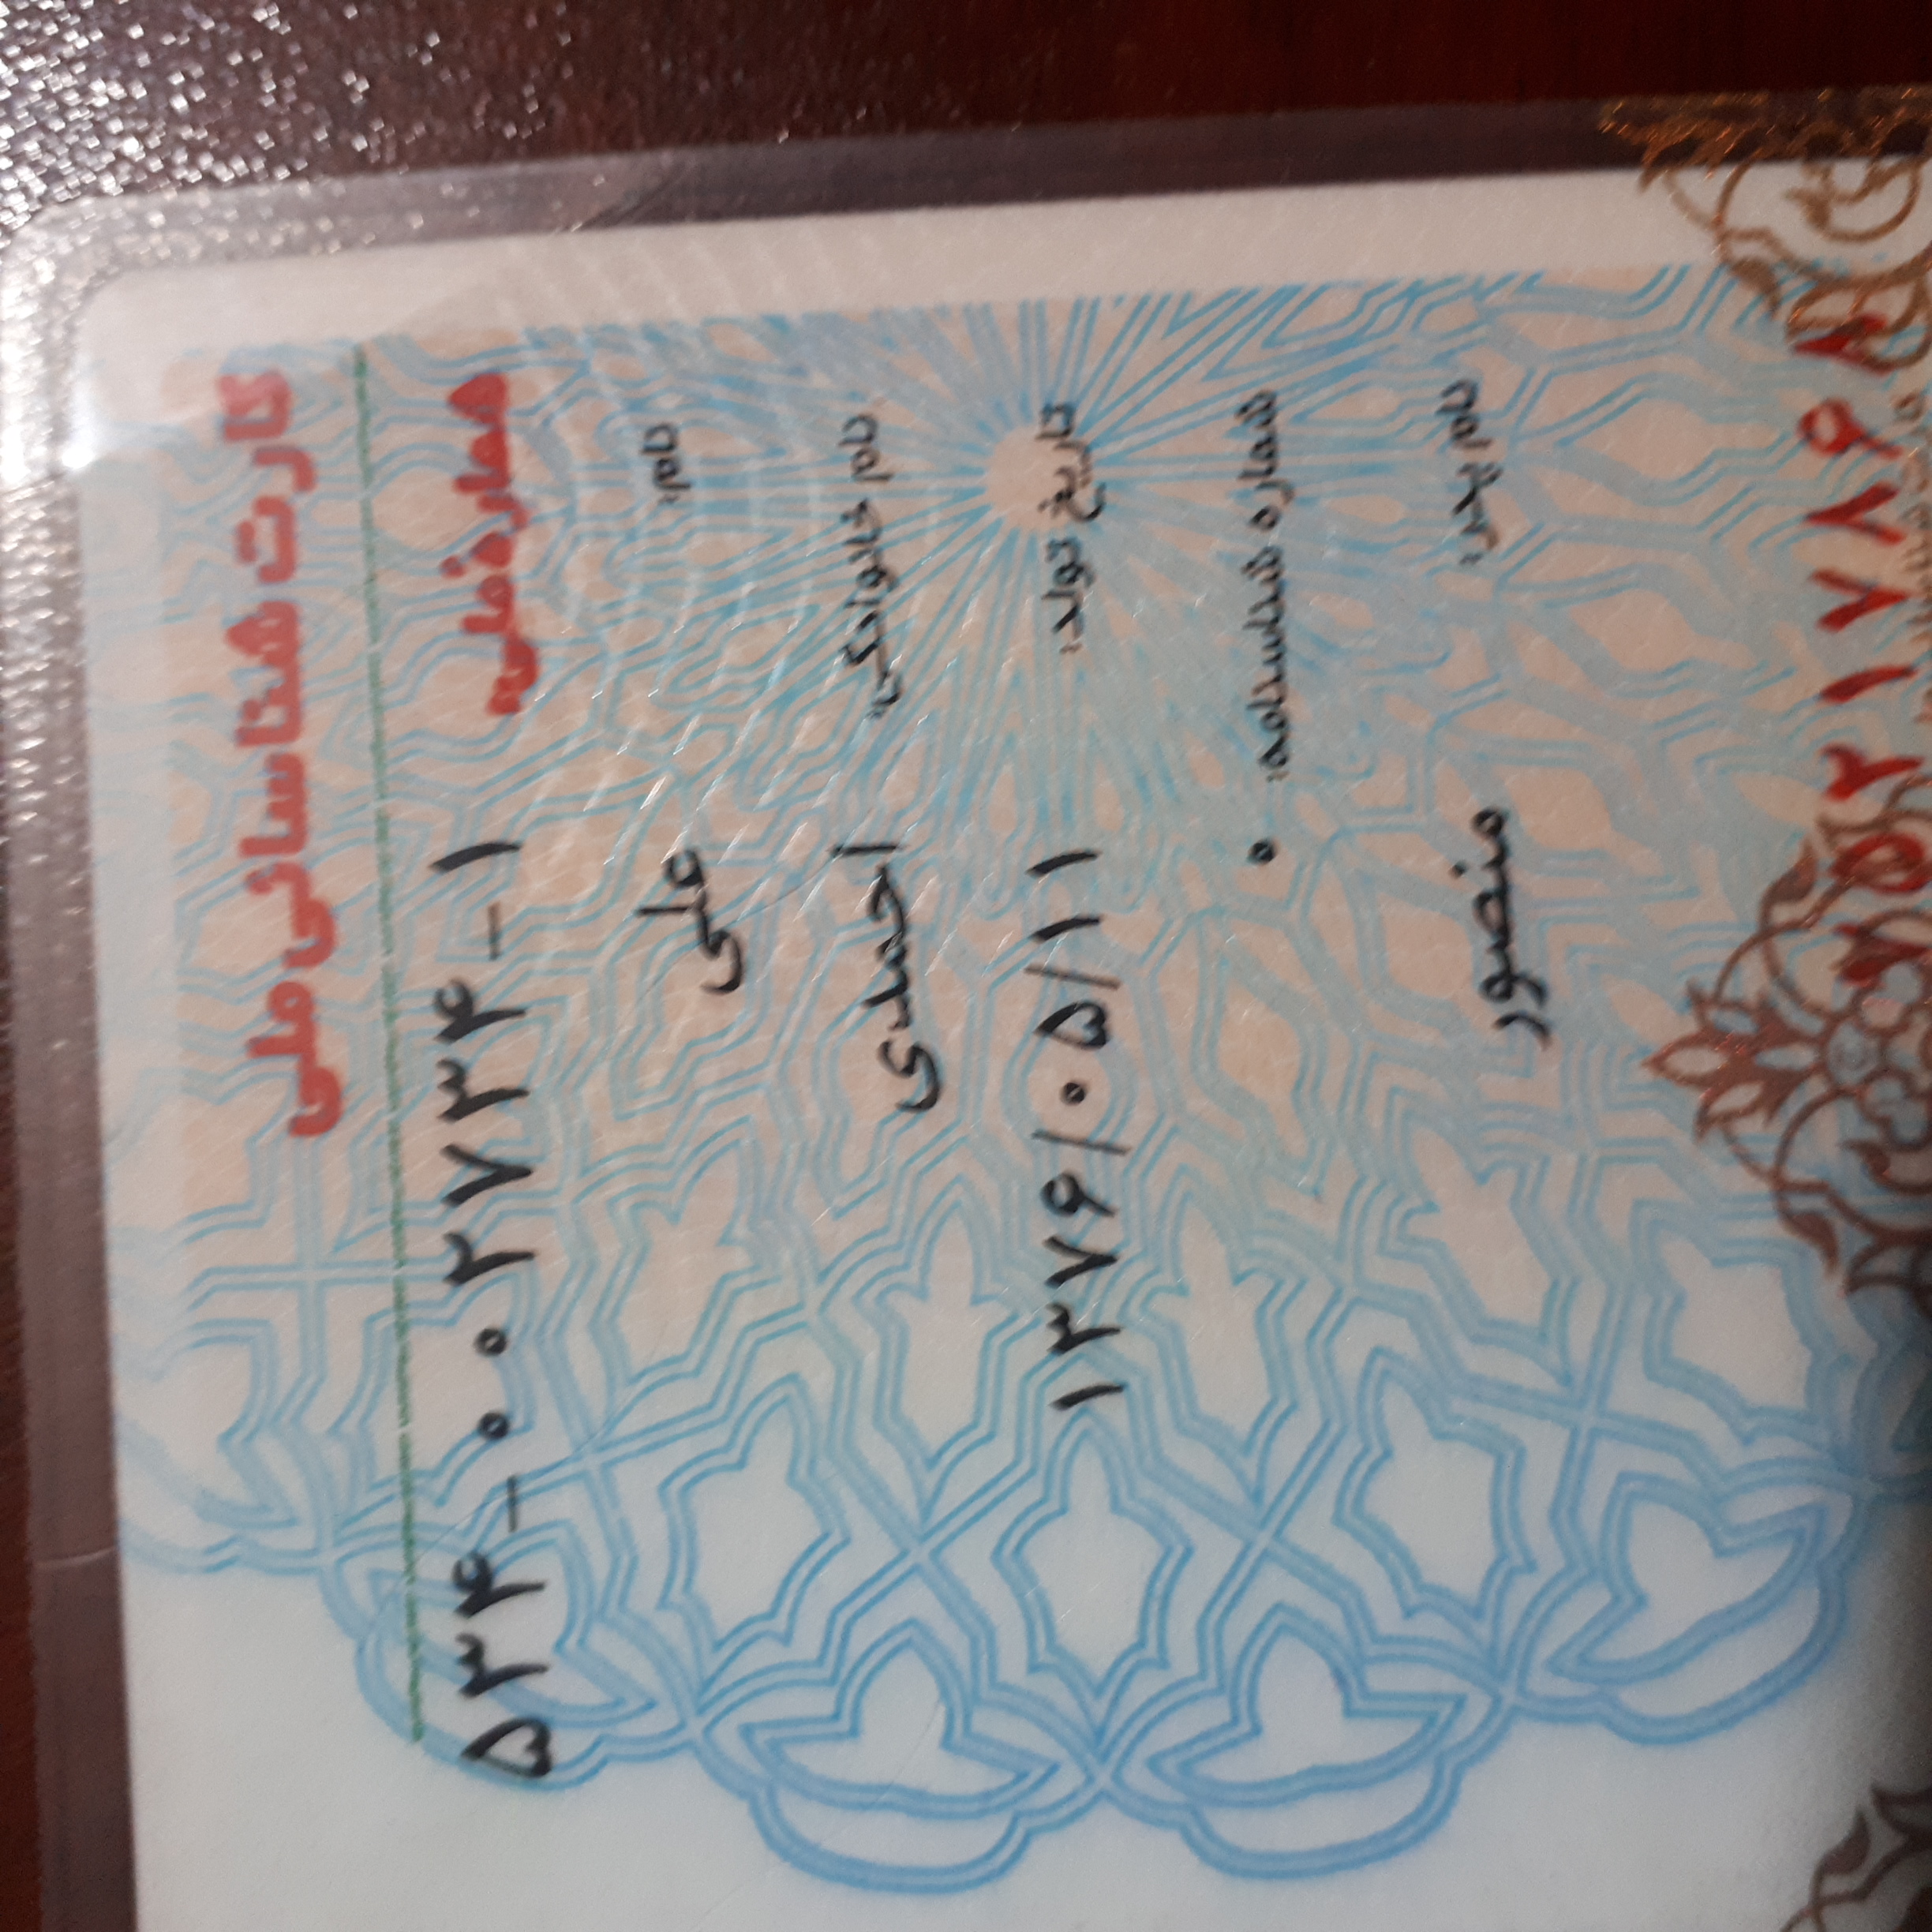 کارت شناسائی ملی
شمارهٔ ملی: ۵۳۴-۰۰۲۷۳۴-۱
نام: علی
نام خانوادگی: احمدی
تاریخ تولد: ۱۳۷۶/۰۵/۱۱
شماره شناسنامه: ۰
نام پدر: منصور